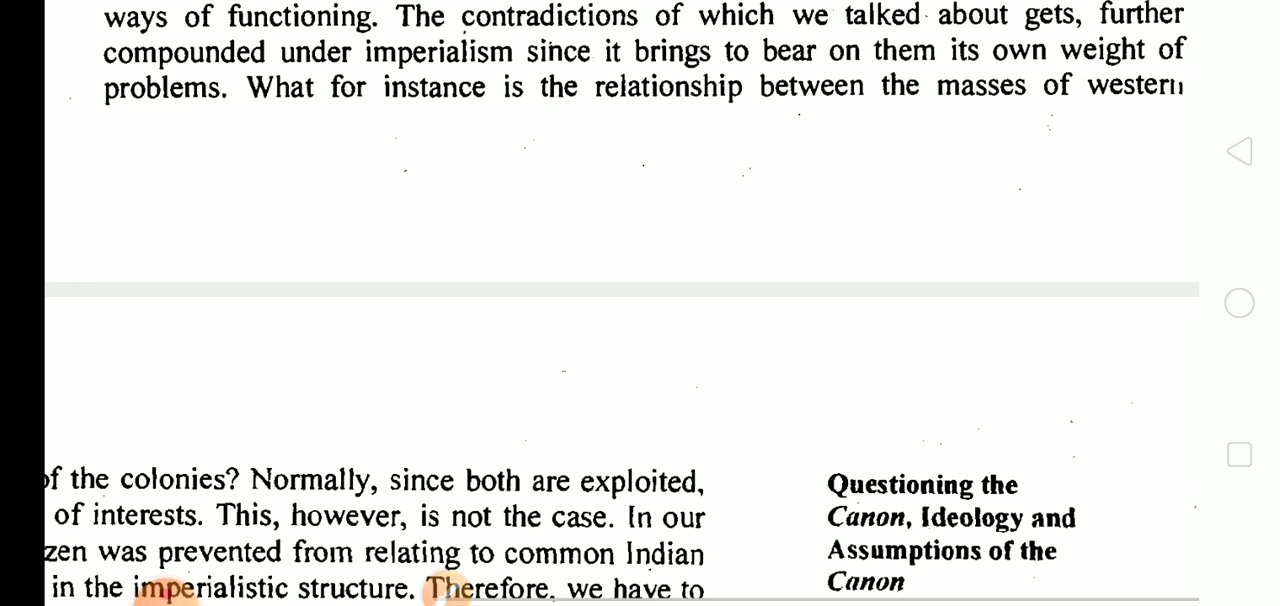 ways of functioning. The contradictions of which we talked about gets, further
compounded under imperialism since it brings to bear on them its own weight of
problems. What for instance is the relationship between the masses of western
of the colonies? Normally, since both are exploited,
of interests. This, however, is not the case. In our
zen was prevented from relating to common Indian
in the imperialistic structure. Therefore, we have to
Questioning the
Canon, Ideology and
Assumptions of the
Canon